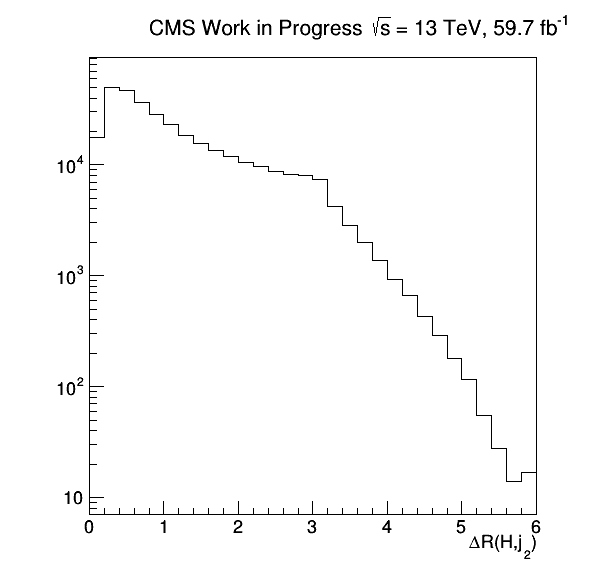 CMS Work in Progress √s = 13 TeV, 59.7 fb⁻¹
10⁴
10³
10²
10
0 1 2 3 4 5 6
ΔR(H,j₂)